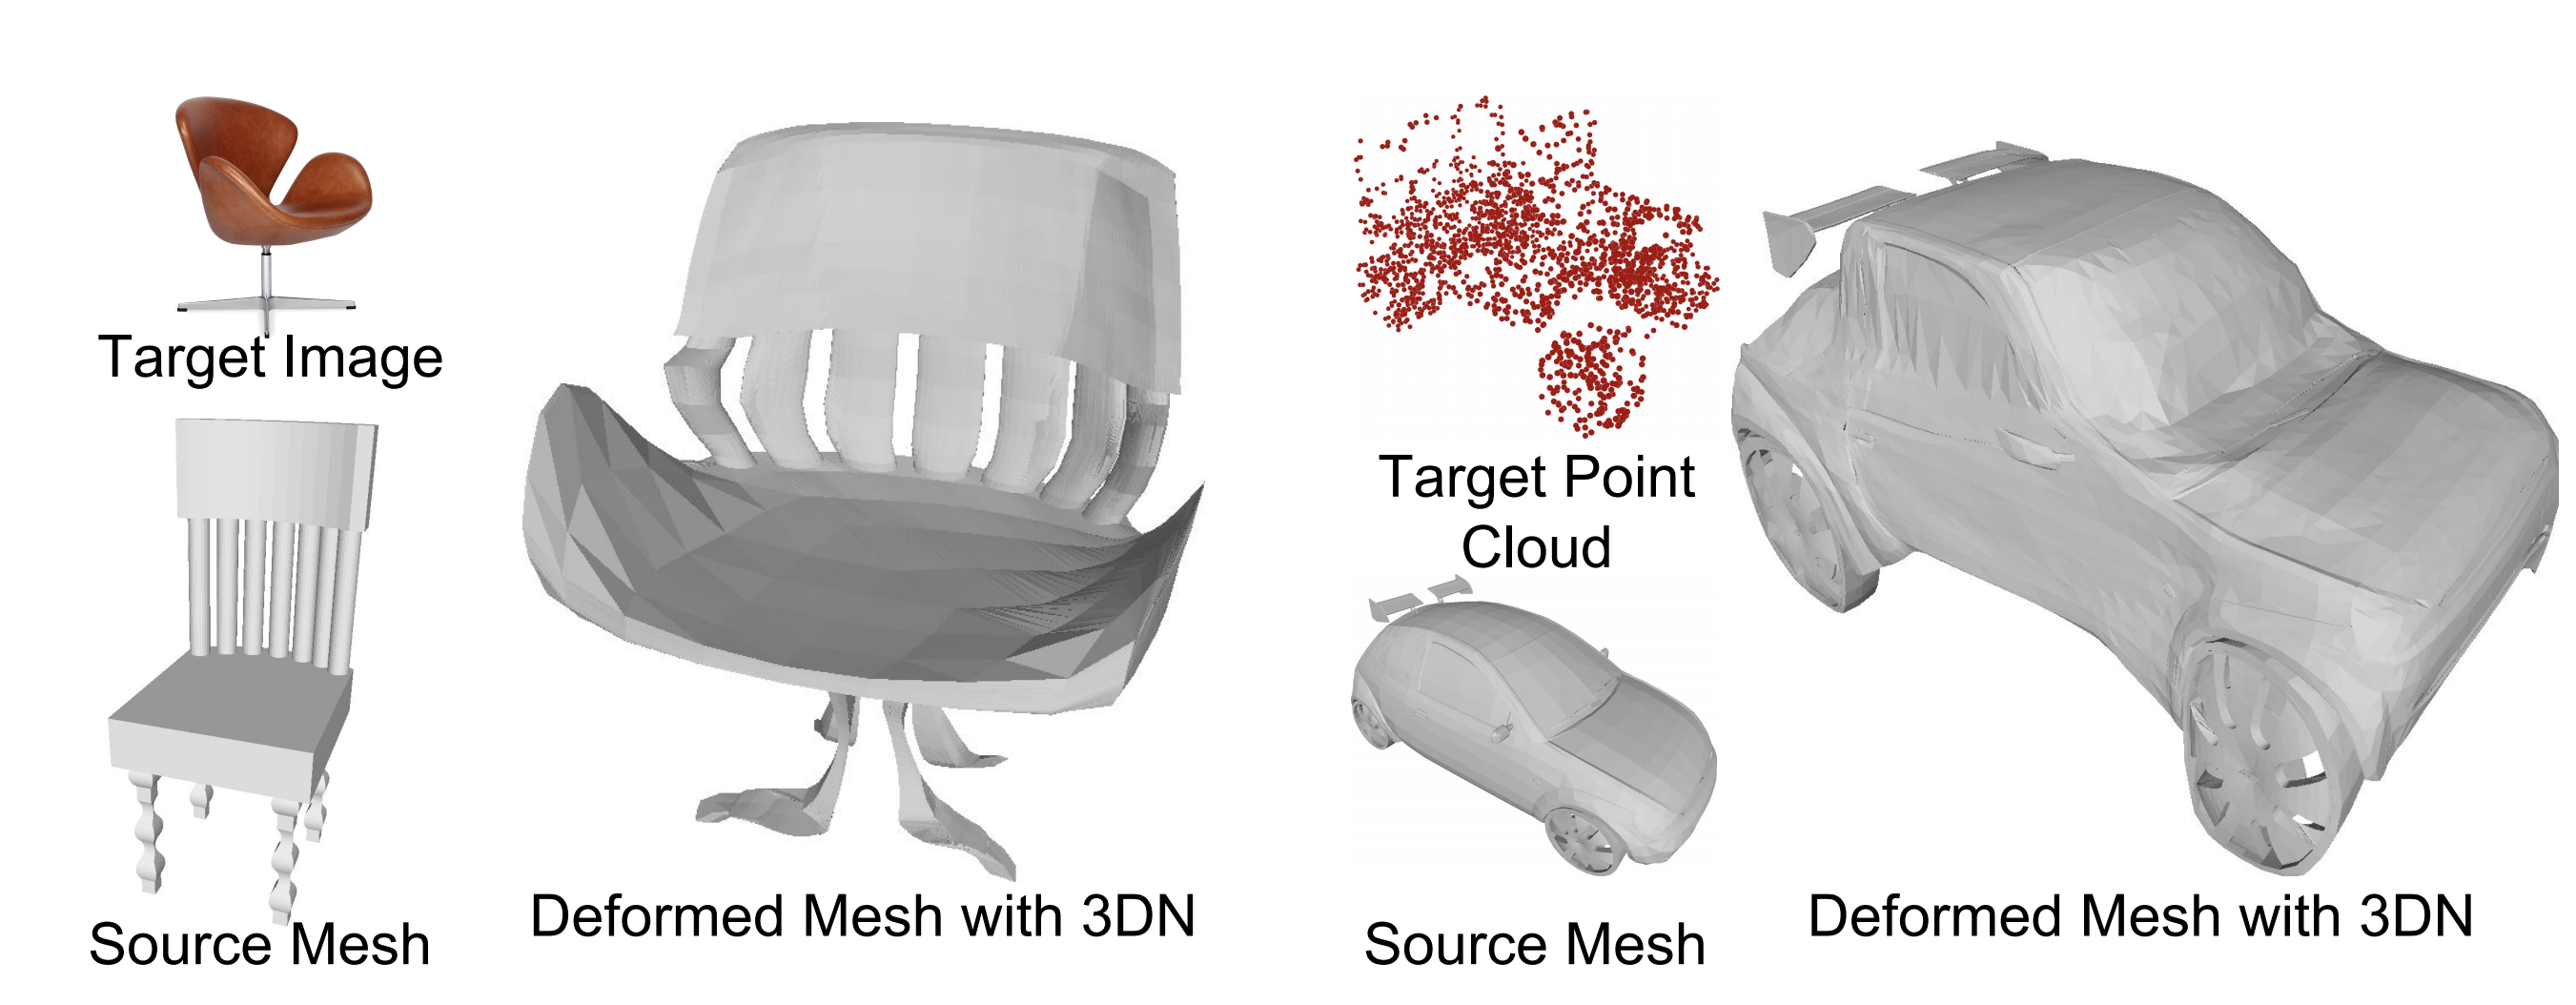 Target Image
Source Mesh
Deformed Mesh with 3DN
Target Point
Cloud
Source Mesh
Deformed Mesh with 3DN